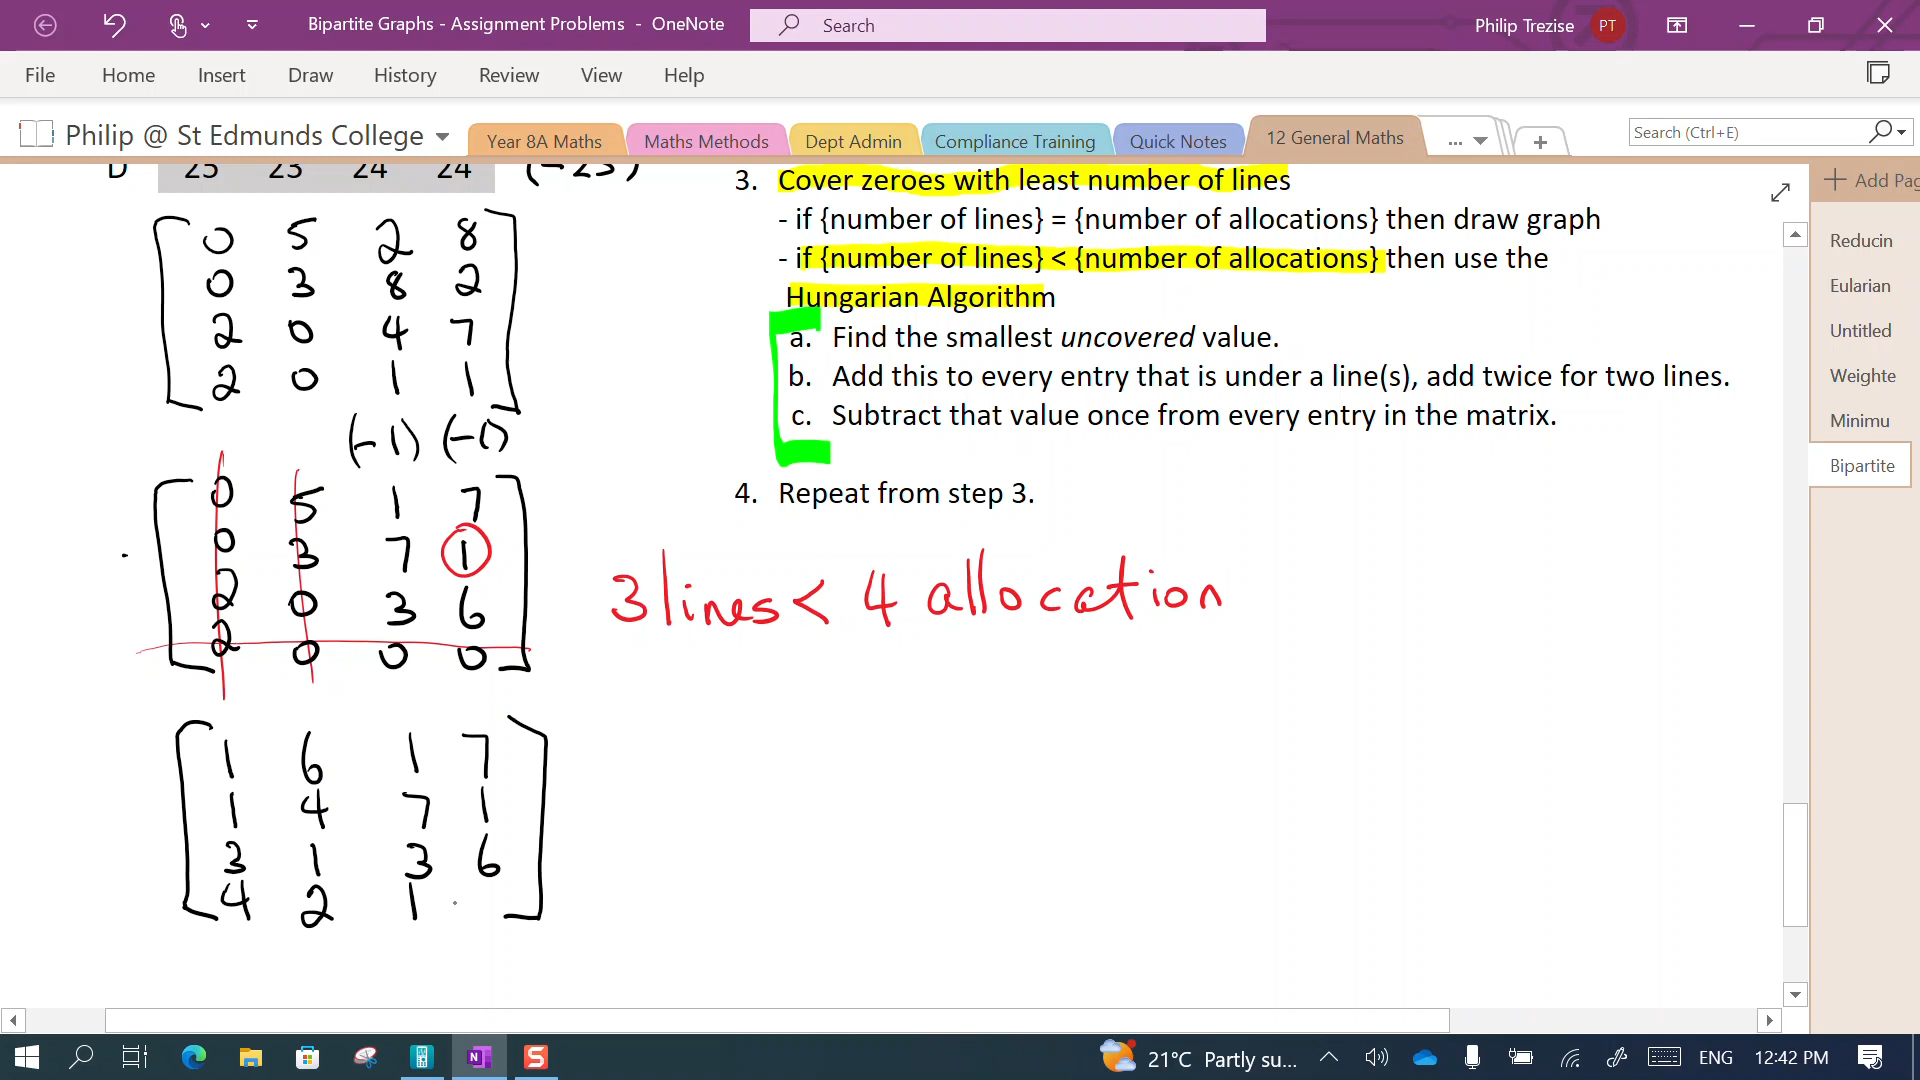 Bipartite Graphs - Assignment Problems - OneNote
Search
Philip Trezise
PT
File Home Insert Draw History Review View Help
Philip @ St Edmunds College
Year 8A Maths
Maths Methods
Dept Admin
Compliance Training
Quick Notes
12 General Maths
...
+
Search (Ctrl+E)
Add Pag
Reducin
Eularian
Untitled
Weighte
Minimu
Bipartite
D 25 23 24 24 (-23)
0 5 2 8
0 3 8 2
2 0 4 7
2 0 1 1
(-1) (-1)
0 5 1 7
0 3 7 1
2 0 3 6
2 0 0 0
1 6 1 7
1 4 7 1
3 1 3 6
4 2 1
3. Cover zeroes with least number of lines
- if {number of lines} = {number of allocations} then draw graph
- if {number of lines} < {number of allocations} then use the
Hungarian Algorithm
a. Find the smallest uncovered value.
b. Add this to every entry that is under a line(s), add twice for two lines.
c. Subtract that value once from every entry in the matrix.
4. Repeat from step 3.
3 lines < 4 allocation
21°C Partly su...
ENG
12:42 PM